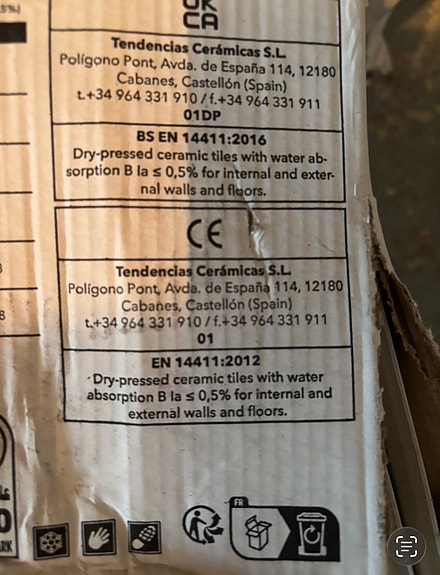 UK
CA
Tendencias Cerámicas S.L.
Polígono Pont, Avda. de España 114, 12180
Cabanes, Castellón (Spain)
t.+34 964 331 910 / f.+34 964 331 911
01DP
BS EN 14411:2016
Dry-pressed ceramic tiles with water ab-
sorption B Ia ≤ 0,5% for internal and exter-
nal walls and floors.
CE
Tendencias Cerámicas S.L.
Polígono Pont, Avda. de España 114, 12180
Cabanes, Castellón (Spain)
t.+34 964 331 910 / f.+34 964 331 911
01
EN 14411:2012
Dry-pressed ceramic tiles with water
absorption B Ia ≤ 0,5% for internal and
external walls and floors.
FR